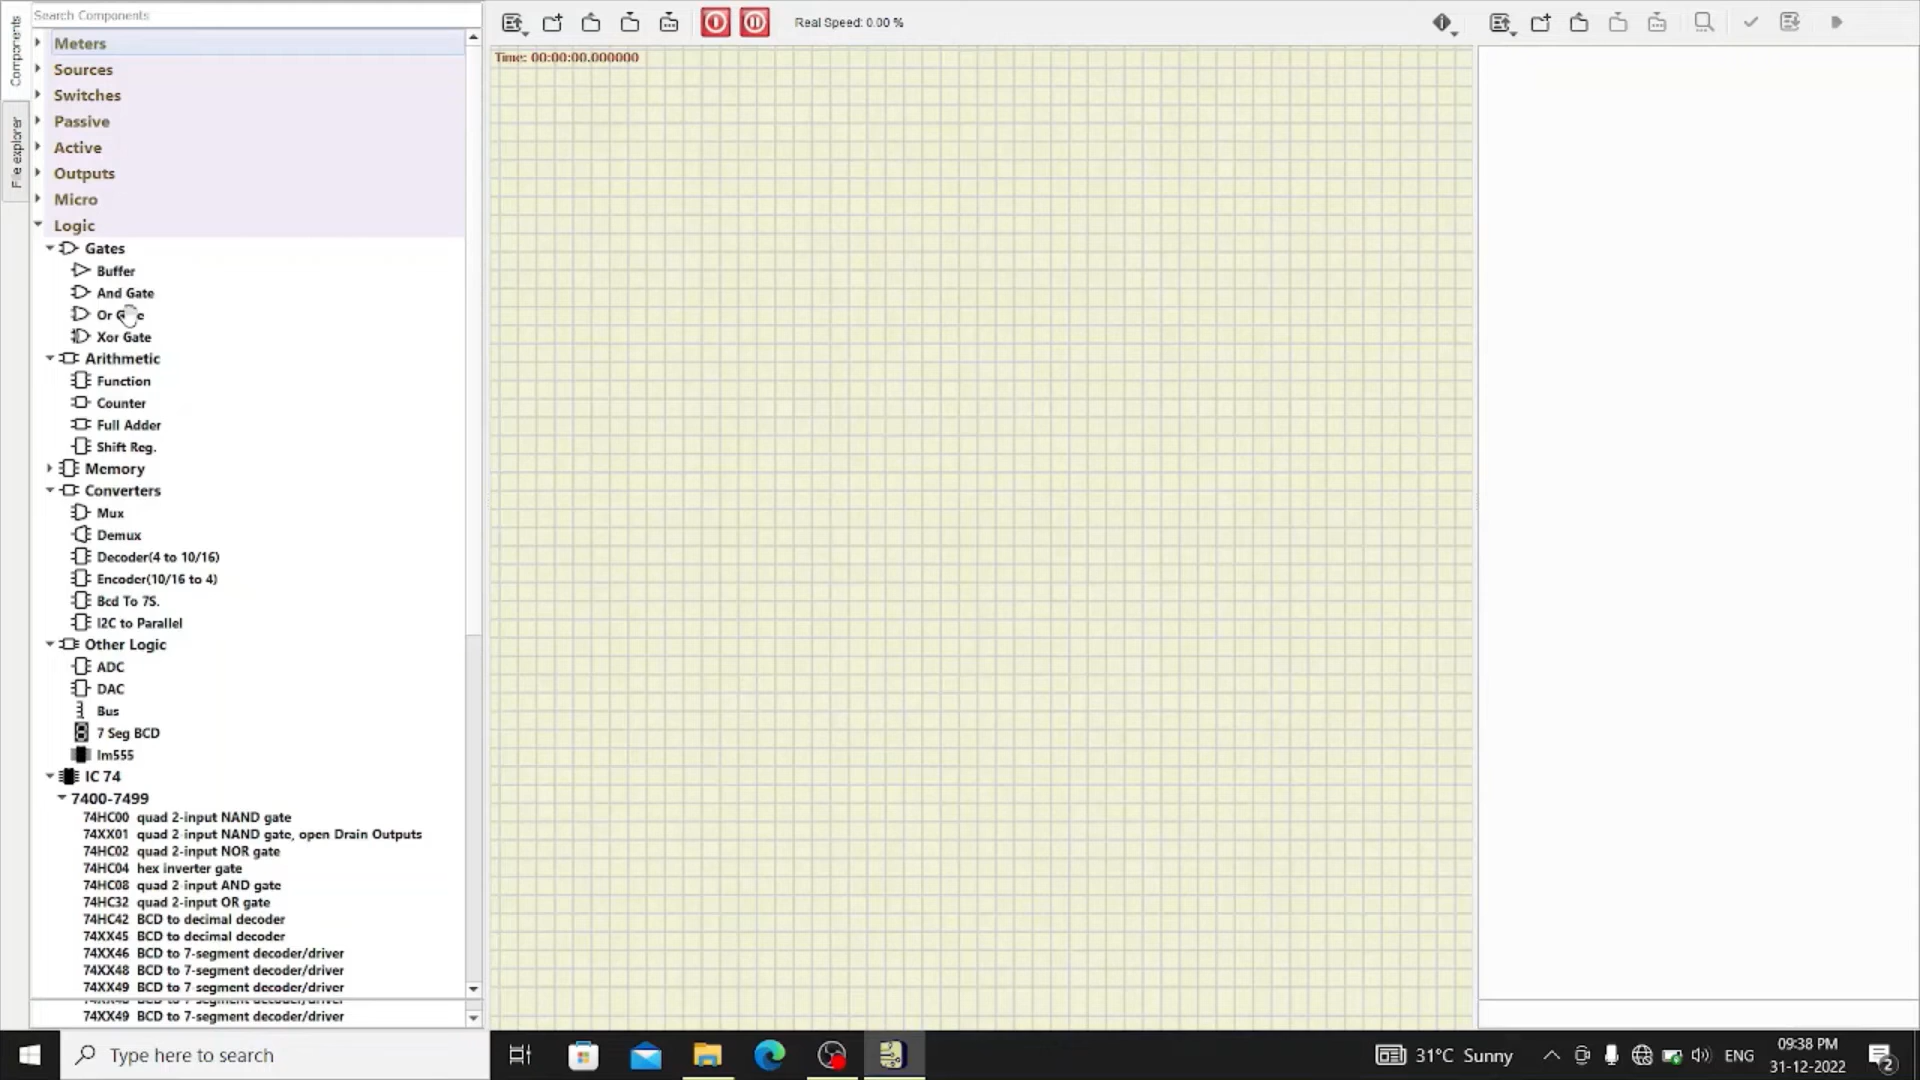 Search Components
Real Speed: 0.00 %
Components
File explorer
Time: 00:00:00.000000
Meters
Sources
Switches
Passive
Active
Outputs
Micro
Logic
Gates
Buffer
And Gate
Or
Xor Gate
Arithmetic
Function
Counter
Full Adder
Shift Reg.
Memory
Converters
Mux
Demux
Decoder(4 to 10/16)
Encoder(10/16 to 4)
Bcd To 7S.
I2C to Parallel
Other Logic
ADC
DAC
Bus
7 Seg BCD
lm555
IC 74
7400-7499
74HC00 quad 2-input NAND gate
74XX01 quad 2-input NAND gate, open Drain Outputs
74HC02 quad 2-input NOR gate
74HC04 hex inverter gate
74HC08 quad 2-input AND gate
74HC32 quad 2-input OR gate
74HC42 BCD to decimal decoder
74XX45 BCD to decimal decoder
74XX46 BCD to 7-segment decoder/driver
74XX48 BCD to 7-segment decoder/driver
74XX49 BCD to 7-segment decoder/driver
74XX49 BCD to 7-segment decoder/driver
Type here to search
31°C Sunny
ENG
09:38 PM
31-12-2022
2